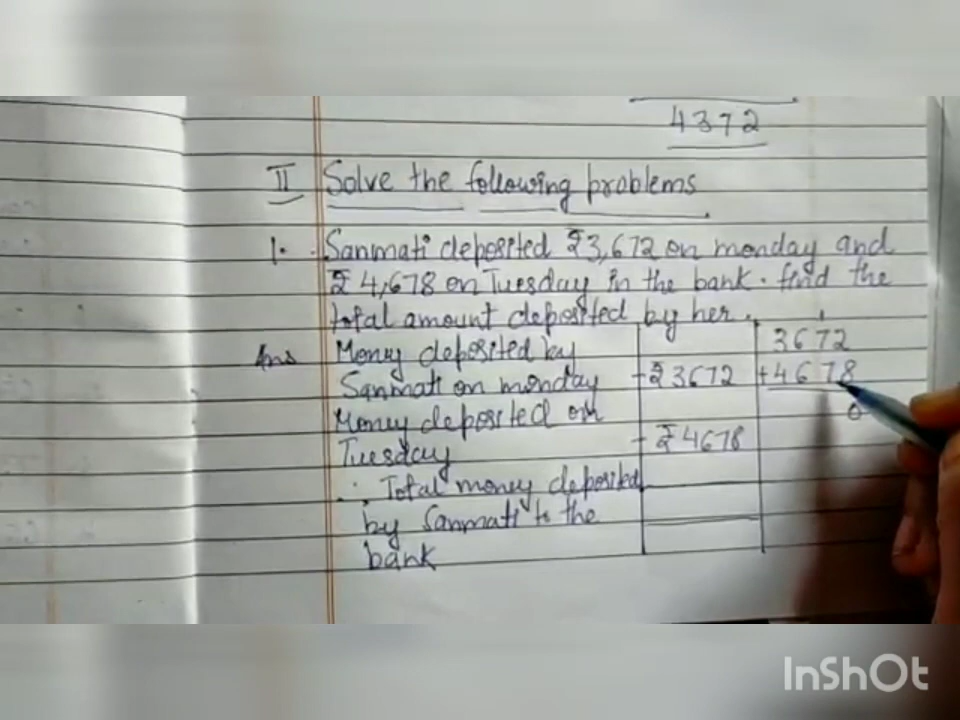 4372
II Solve the following problems
1. Sanmati deposited ₹3,672 on monday and
₹ 4,678 on Tuesday in the bank. find the
total amount deposited by her.
1
3672
Ans Money deposited by
Sanmati on monday - ₹ 3672 +4678
Money deposited on 0
Tuesday - ₹ 4678
∴ Total money deposited
by Sanmati to the
bank
InShOt